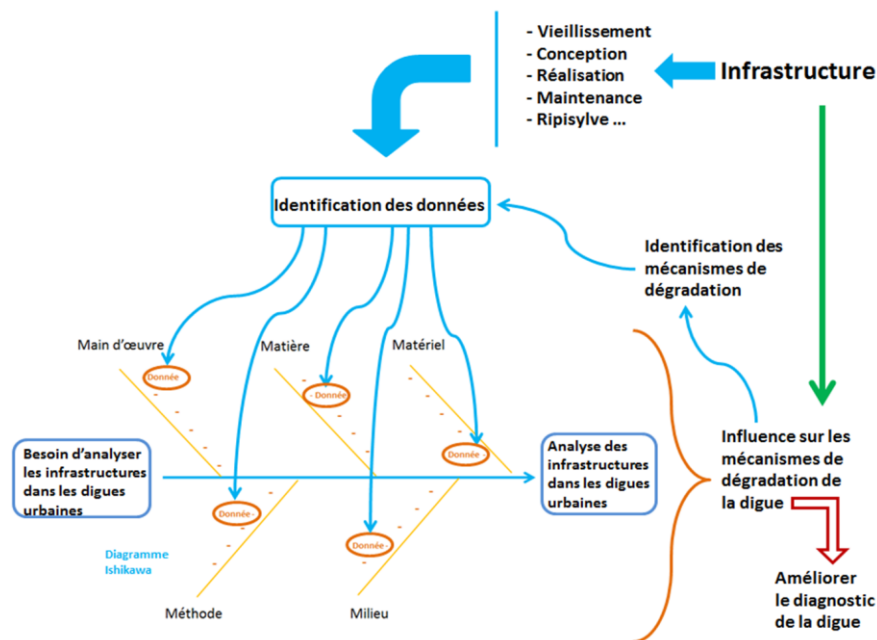 - Vieillissement
- Conception
- Réalisation
- Maintenance
- Ripisylve ...
Infrastructure
Identification des données
Identification des
mécanismes de
dégradation
Main d'œuvre
Matière
Matériel
Donnée
- Donnée
Donnée -
Besoin d'analyser
les infrastructures
dans les digues
urbaines
Analyse des
infrastructures
dans les digues
urbaines
Influence sur les
mécanismes de
dégradation de
la digue
Donnée -
Donnée -
Diagramme
Ishikawa
Méthode
Milieu
Améliorer
le diagnostic
de la digue